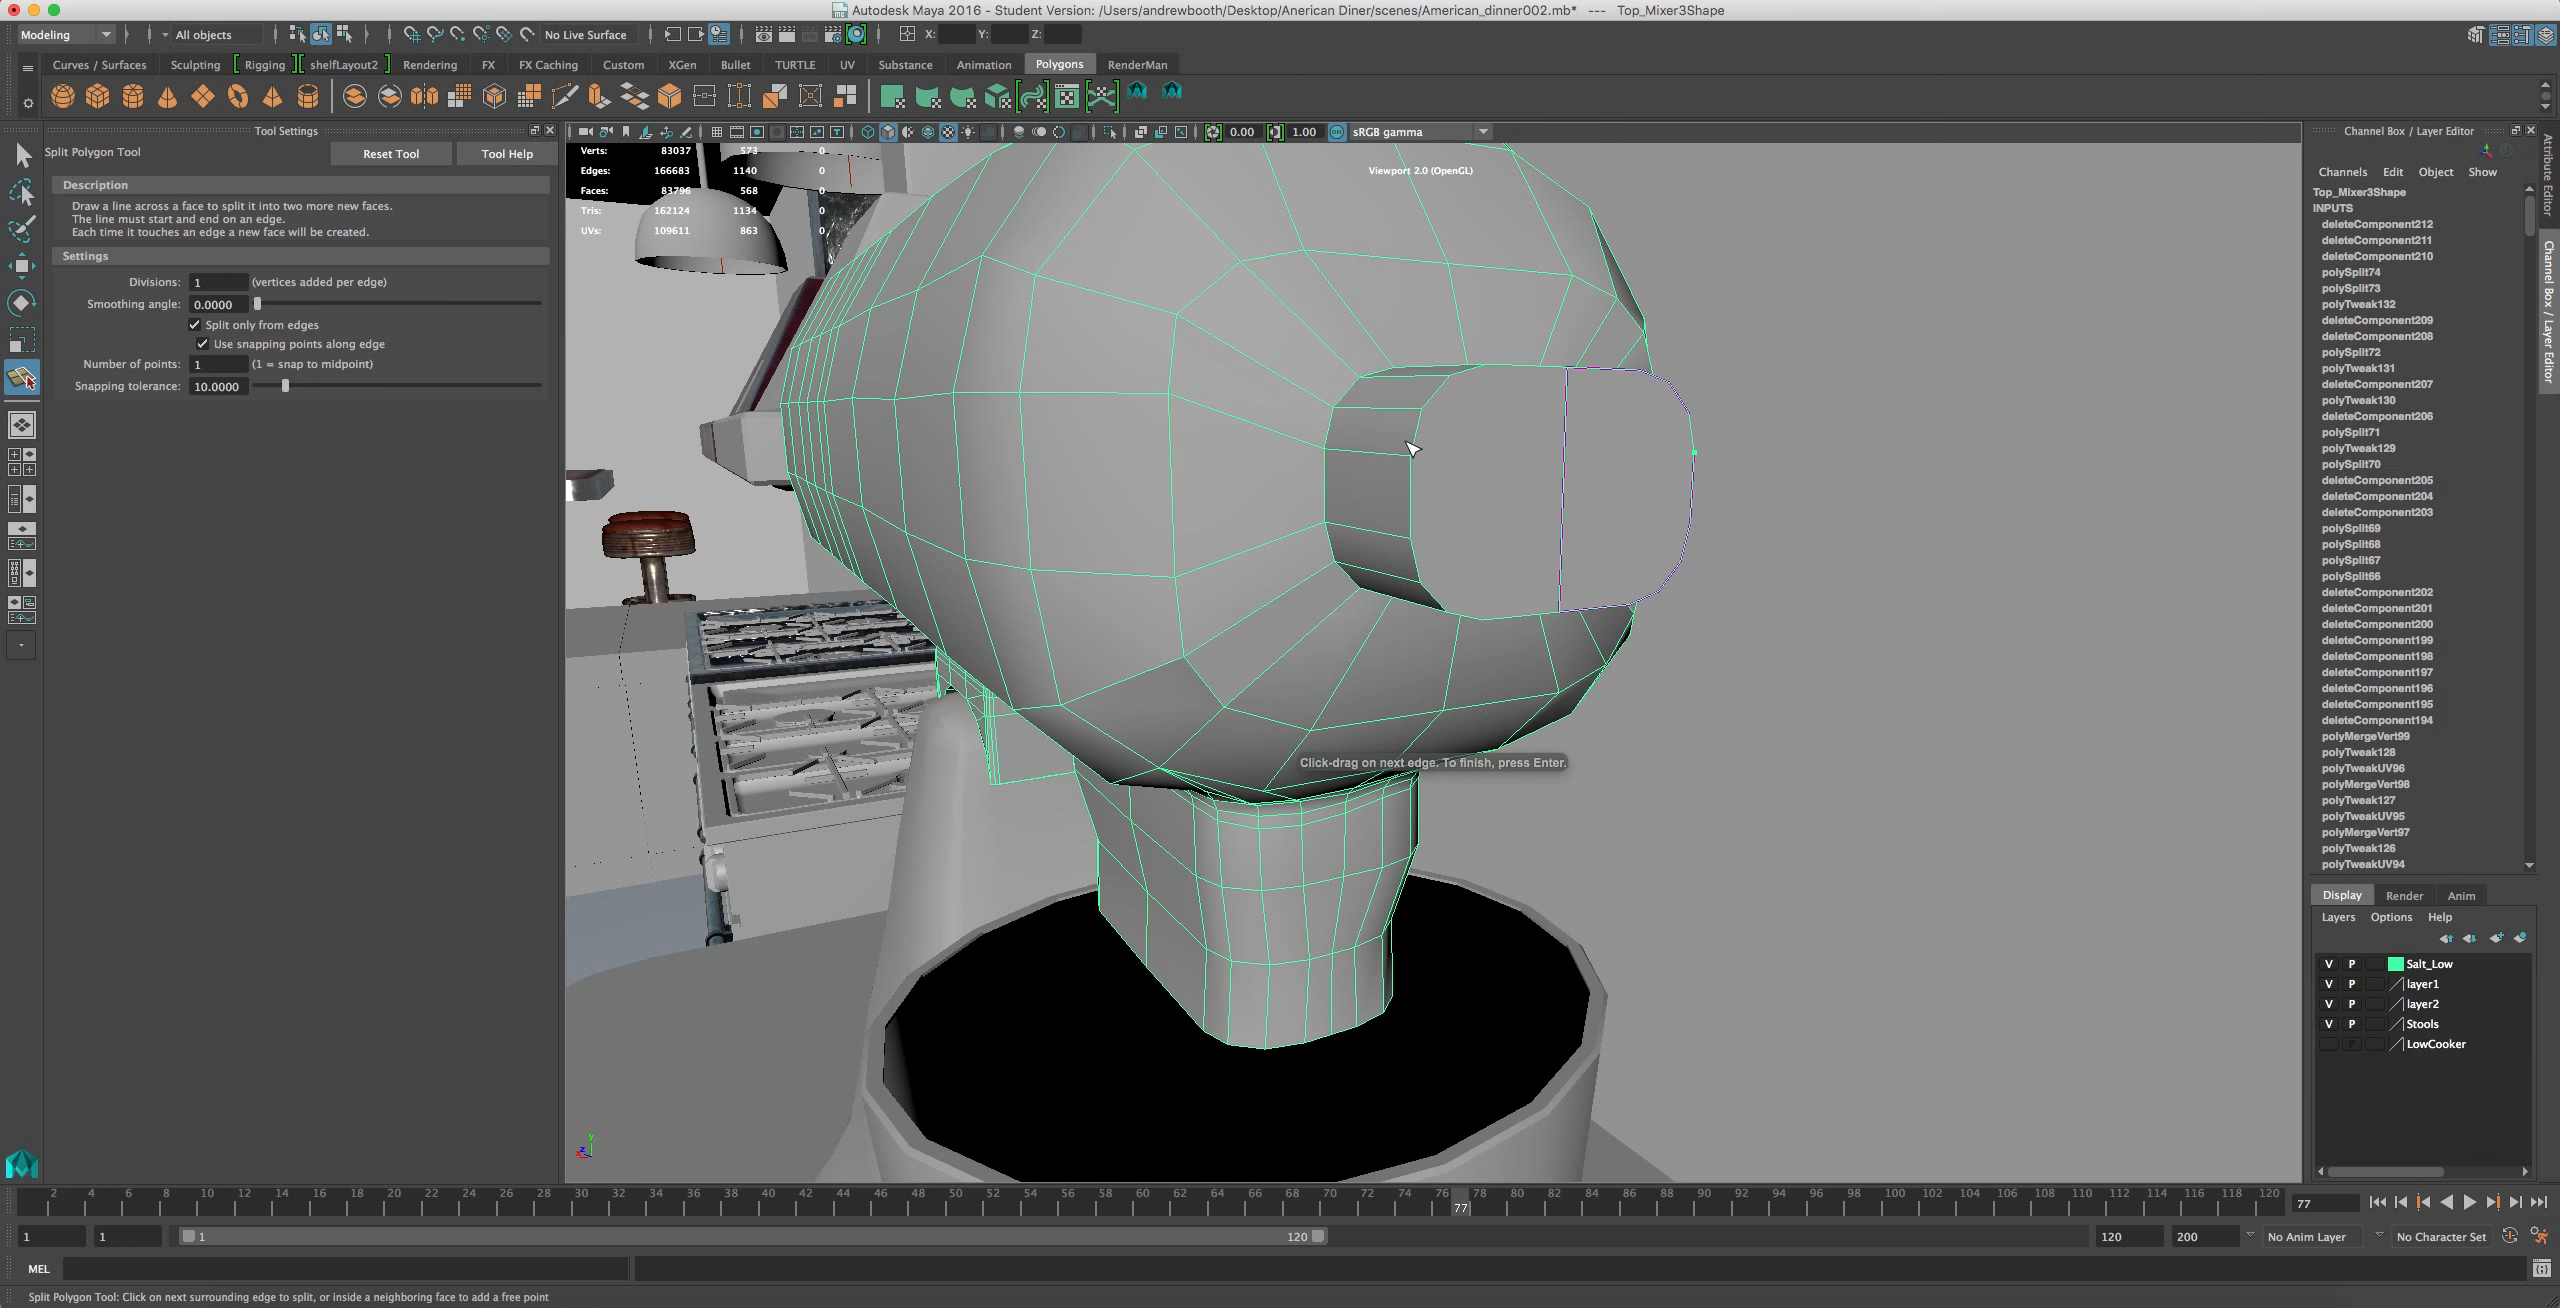 Autodesk Maya 2016 - Student Version: /Users/andrewbooth/Desktop/Anerican Diner/scenes/American_dinner002.mb*   ---   Top_Mixer3Shape
Modeling
All objects
No Live Surface
X:
Y:
Z:
Curves / Surfaces
Sculpting
Rigging
shelfLayout2
Rendering
FX
FX Caching
Custom
XGen
Bullet
TURTLE
UV
Substance
Animation
Polygons
RenderMan
Tool Settings
Split Polygon Tool
Reset Tool
Tool Help
Description
Draw a line across a face to split it into two more new faces.
The line must start and end on an edge.
Each time it touches an edge a new face will be created.
Settings
Divisions: 1 (vertices added per edge)
Smoothing angle: 0.0000
Split only from edges
Use snapping points along edge
Number of points: 1 (1 = snap to midpoint)
Snapping tolerance: 10.0000
0.00
1.00
ON
sRGB gamma
Verts: 83037 573 0
Edges: 166683 1140 0
Faces: 83796 568 0
Tris: 162124 1134 0
UVs: 109611 863 0
Viewport 2.0 (OpenGL)
Click-drag on next edge. To finish, press Enter.
Channel Box / Layer Editor
Channels Edit Object Show
Top_Mixer3Shape
INPUTS
deleteComponent212
deleteComponent211
deleteComponent210
polySplit74
polySplit73
polyTweak132
deleteComponent209
deleteComponent208
polySplit72
polyTweak131
deleteComponent207
polyTweak130
deleteComponent206
polySplit71
polyTweak129
polySplit70
deleteComponent205
deleteComponent204
deleteComponent203
polySplit69
polySplit68
polySplit67
polySplit66
deleteComponent202
deleteComponent201
deleteComponent200
deleteComponent199
deleteComponent198
deleteComponent197
deleteComponent196
deleteComponent195
deleteComponent194
polyMergeVert99
polyTweak128
polyTweakUV96
polyMergeVert98
polyTweak127
polyTweakUV95
polyMergeVert97
polyTweak126
polyTweakUV94
Attribute Editor
Channel Box / Layer Editor
Display Render Anim
Layers Options Help
V P Salt_Low
V P layer1
V P layer2
V P Stools
P LowCooker
y
z
x
2 4 6 8 10 12 14 16 18 20 22 24 26 28 30 32 34 36 38 40 42 44 46 48 50 52 54 56 58 60 62 64 66 68 70 72 74 76 78 80 82 84 86 88 90 92 94 96 98 100 102 104 106 108 110 112 114 116 118 120
77
77
1
1
1
120
120
200
No Anim Layer
No Character Set
MEL
Split Polygon Tool: Click on next surrounding edge to split, or inside a neighboring face to add a free point